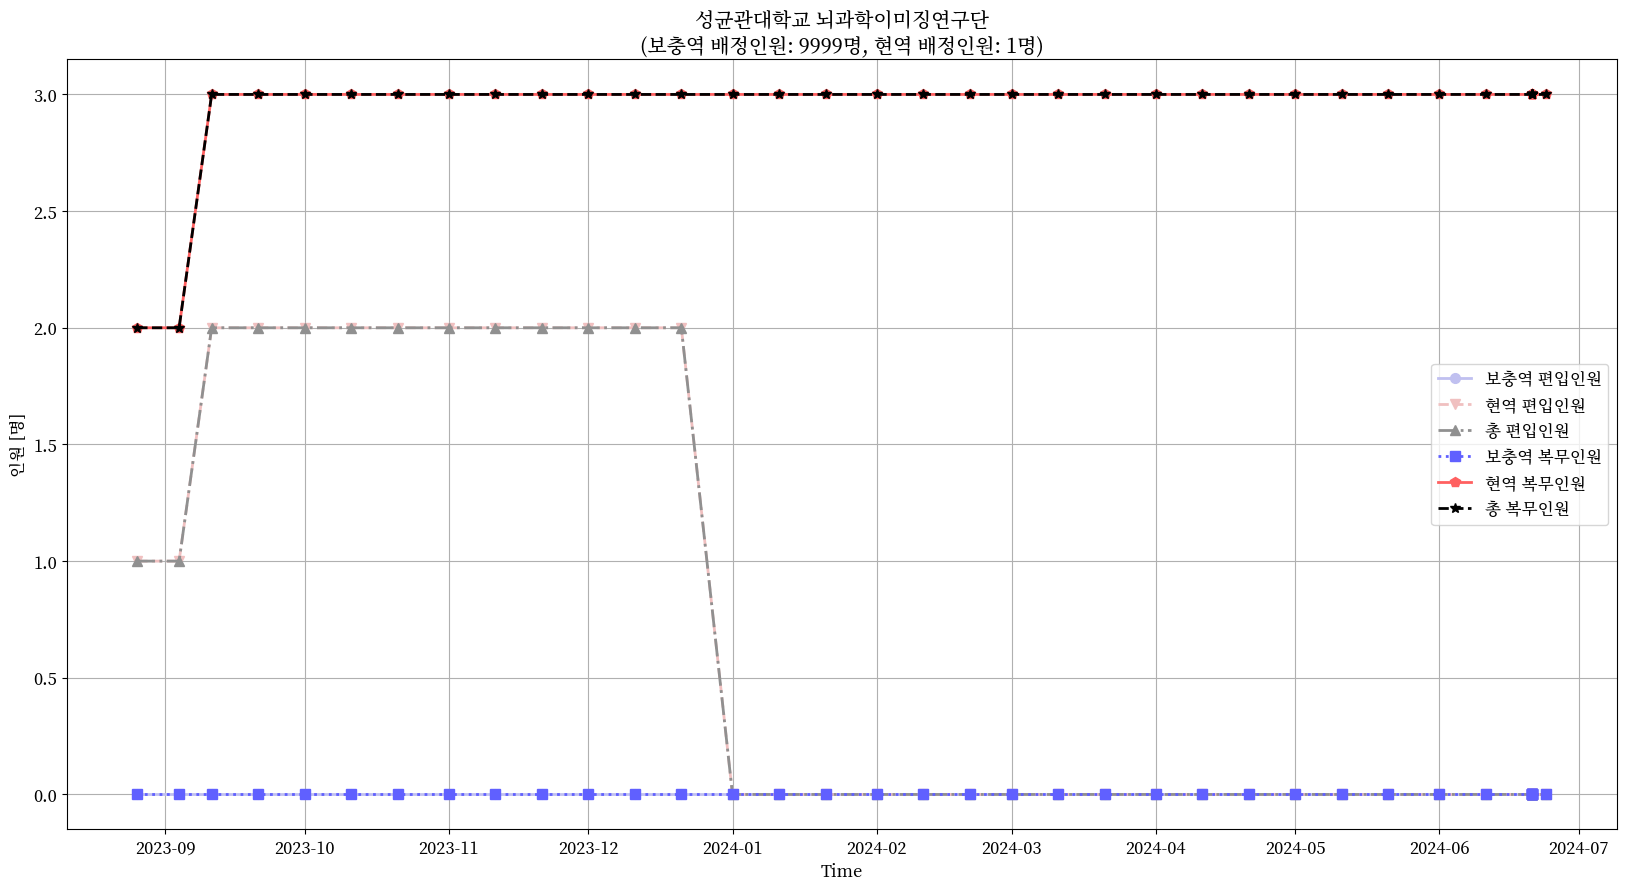 성균관대학교 뇌과학이미징연구단
(보충역 배정인원: 9999명, 현역 배정인원: 1명)
3.0
2.5
2.0
1.5
1.0
0.5
0.0
인원 [명]
보충역 편입인원
현역 편입인원
총 편입인원
보충역 복무인원
현역 복무인원
총 복무인원
2023-09
2023-10
2023-11
2023-12
2024-01
2024-02
2024-03
2024-04
2024-05
2024-06
2024-07
Time